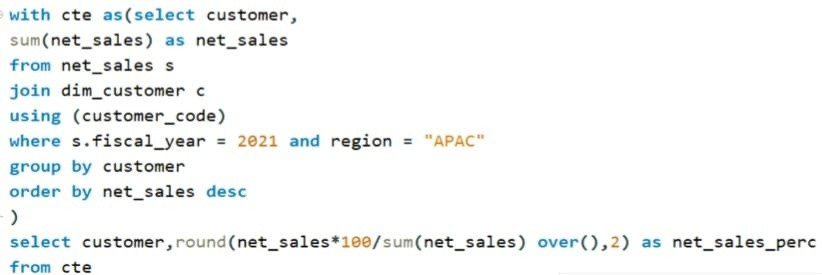 with cte as(select customer,
sum(net_sales) as net_sales
from net_sales s
join dim_customer c
using (customer_code)
where s.fiscal_year = 2021 and region = "APAC"
group by customer
order by net_sales desc
)
select customer,round(net_sales*100/sum(net_sales) over(),2) as net_sales_perc
from cte